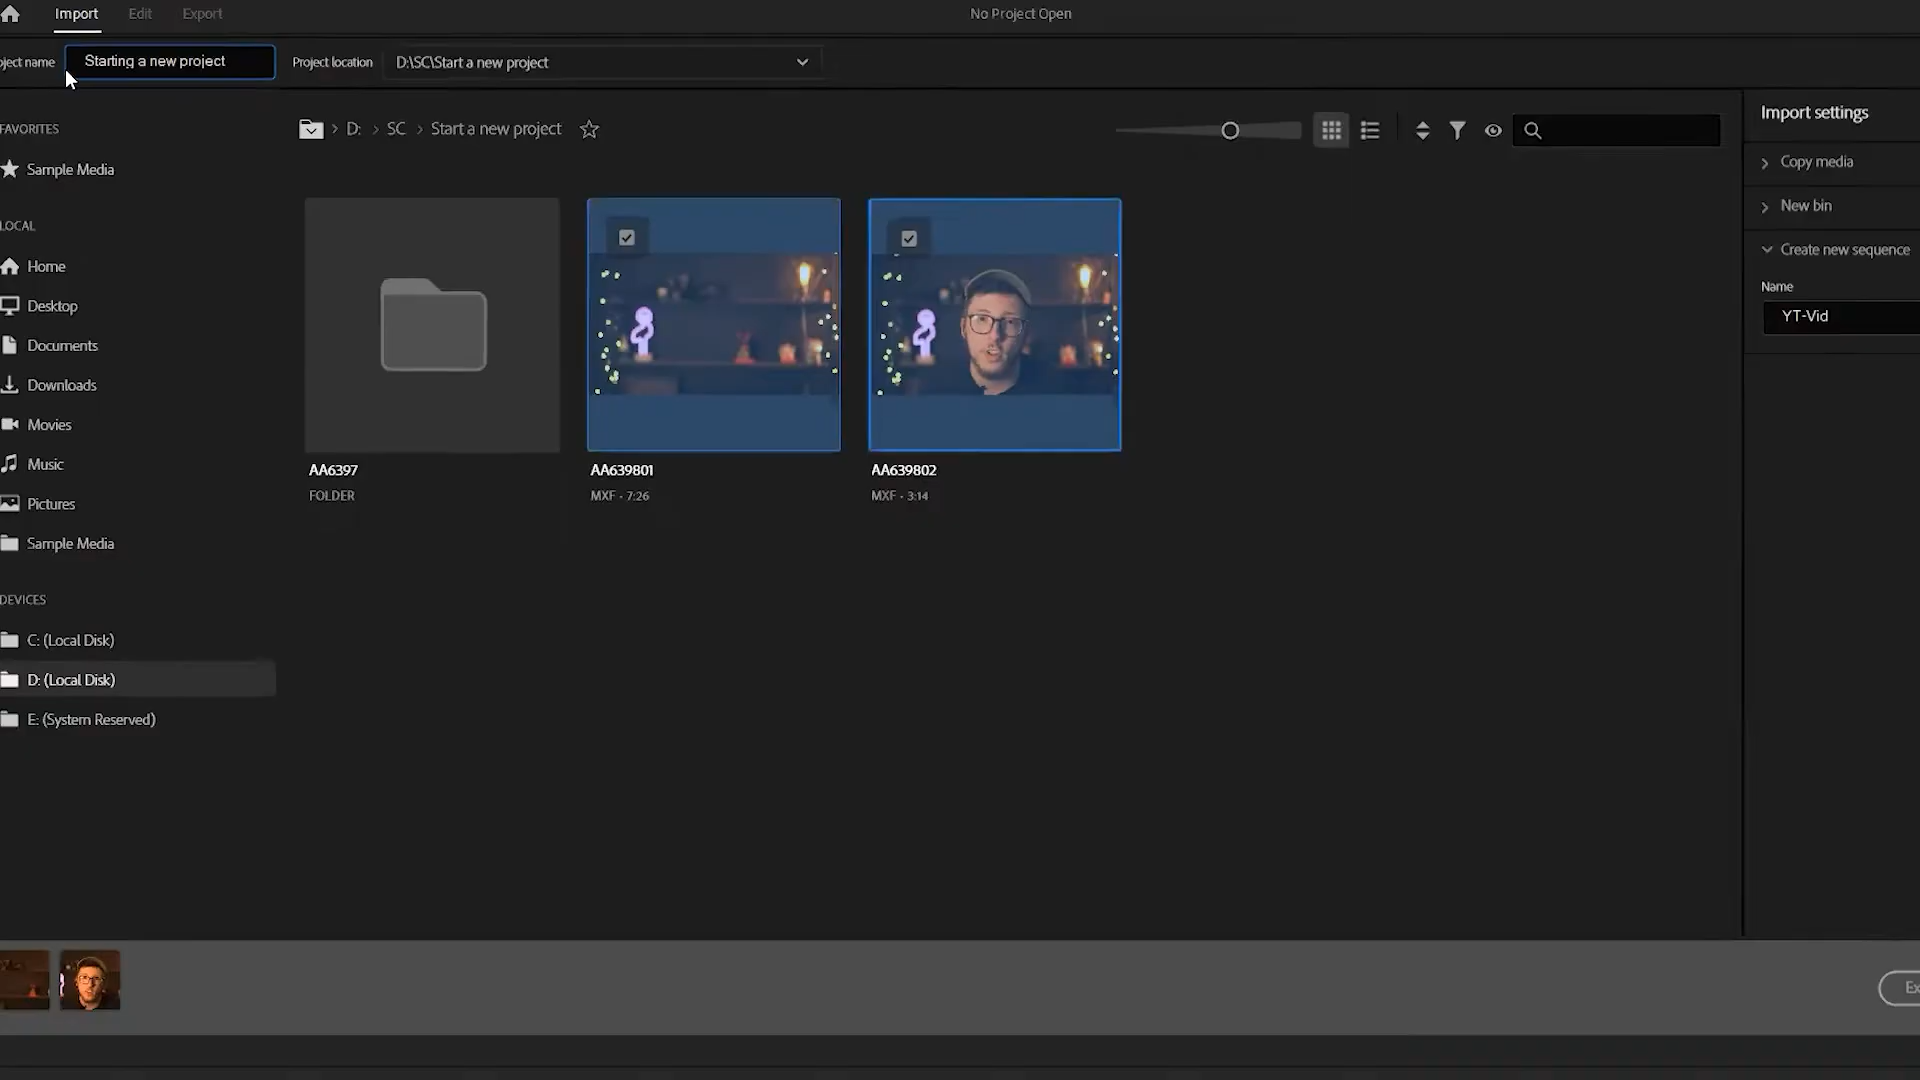 Import Edit Export No Project Open
oject name Starting a new project Project location D:\SC\Start a new project
FAVORITES
Sample Media
LOCAL
Home
Desktop
Documents
Downloads
Movies
Music
Pictures
Sample Media
DEVICES
C: (Local Disk)
D: (Local Disk)
E: (System Reserved)
D: > SC > Start a new project
AA6397
FOLDER
AA639801
MXF - 7:26
AA639802
MXF - 3:14
Import settings
Copy media
New bin
Create new sequence
Name
YT-Vid
Ex